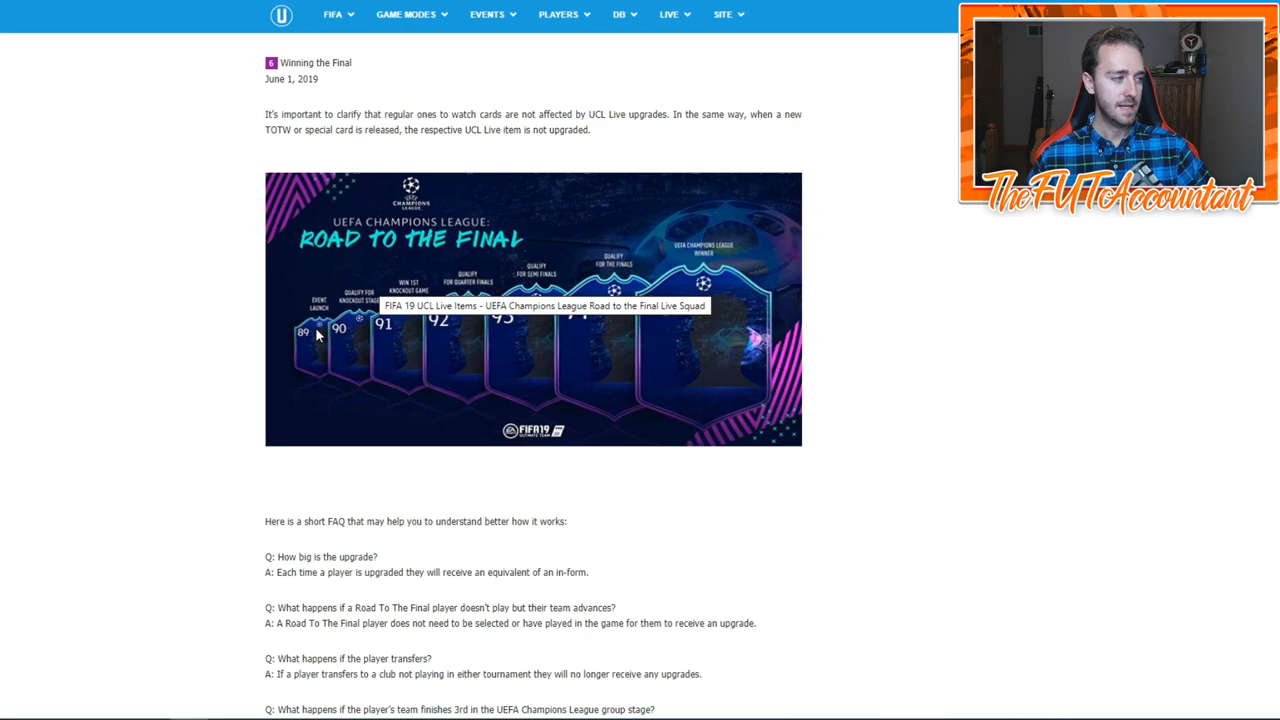 FIFA GAME MODES EVENTS PLAYERS DB LIVE SITE
6 Winning the Final
June 1, 2019
It's important to clarify that regular ones to watch cards are not affected by UCL Live upgrades. In the same way, when a new
TOTW or special card is released, the respective UCL Live item is not upgraded.
TheFUTAccountant
CHAMPIONS
LEAGUE
UEFA CHAMPIONS LEAGUE:
ROAD TO THE FINAL
EVENT
LAUNCH
QUALIFY FOR
KNOCKOUT STAGE
WIN 1ST
KNOCKOUT GAME
QUALIFY
FOR QUARTER FINALS
QUALIFY
FOR SEMI FINALS
QUALIFY
FOR THE FINALS
UEFA CHAMPIONS LEAGUE
WINNER
FIFA 19 UCL Live Items - UEFA Champions League Road to the Final Live Squad
89 90 91 92 93
EA SPORTS FIFA19
ULTIMATE TEAM
Here is a short FAQ that may help you to understand better how it works:
Q: How big is the upgrade?
A: Each time a player is upgraded they will receive an equivalent of an in-form.
Q: What happens if a Road To The Final player doesn't play but their team advances?
A: A Road To The Final player does not need to be selected or have played in the game for them to receive an upgrade.
Q: What happens if the player transfers?
A: If a player transfers to a club not playing in either tournament they will no longer receive any upgrades.
Q: What happens if the player's team finishes 3rd in the UEFA Champions League group stage?